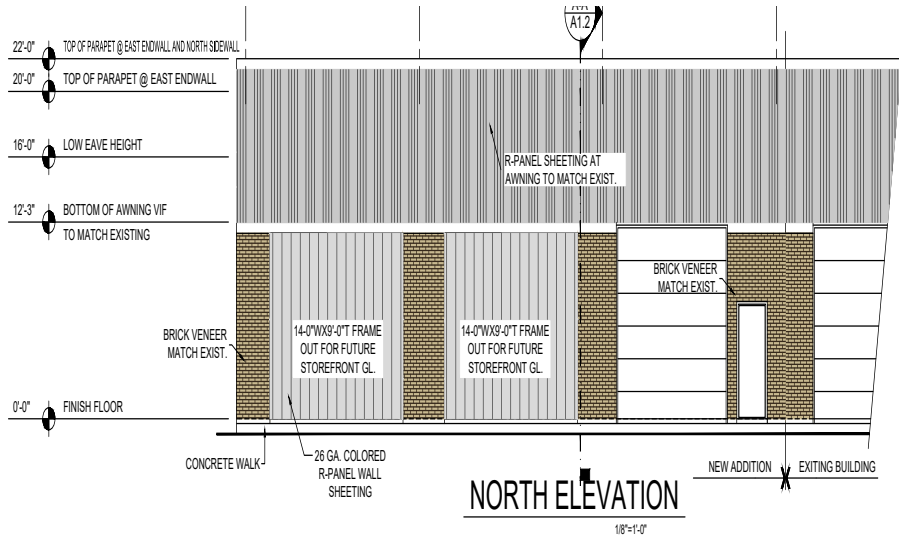 A-A
A1.2
22'-0" TOP OF PARAPET @ EAST ENDWALL AND NORTH SIDEWALL
20'-0" TOP OF PARAPET @ EAST ENDWALL
16'-0" LOW EAVE HEIGHT
R-PANEL SHEETING AT
AWNING TO MATCH EXIST.
12'-3" BOTTOM OF AWNING VIF
TO MATCH EXISTING
BRICK VENEER
MATCH EXIST.
BRICK VENEER
MATCH EXIST.
14-0"WX9'-0"T FRAME
OUT FOR FUTURE
STOREFRONT GL.
14-0"WX9'-0"T FRAME
OUT FOR FUTURE
STOREFRONT GL.
0'-0" FINISH FLOOR
CONCRETE WALK
26 GA. COLORED
R-PANEL WALL
SHEETING
NEW ADDITION
EXITING BUILDING
NORTH ELEVATION
1/8"=1'-0"